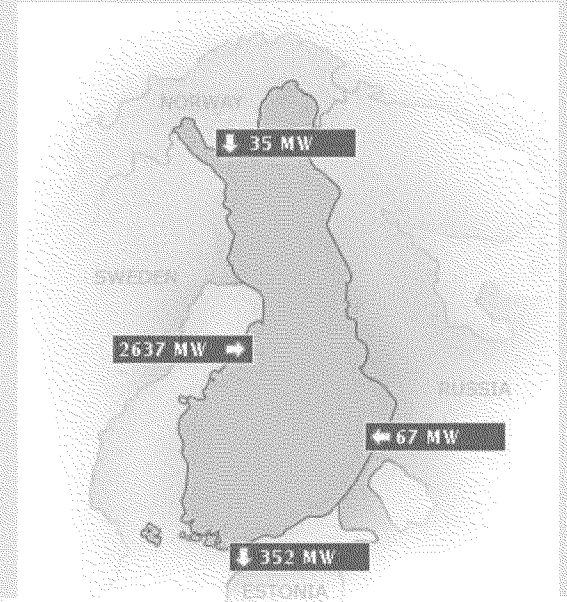 NORWAY
35 MW
SWEDEN
2637 MW
RUSSIA
67 MW
352 MW
ESTONIA